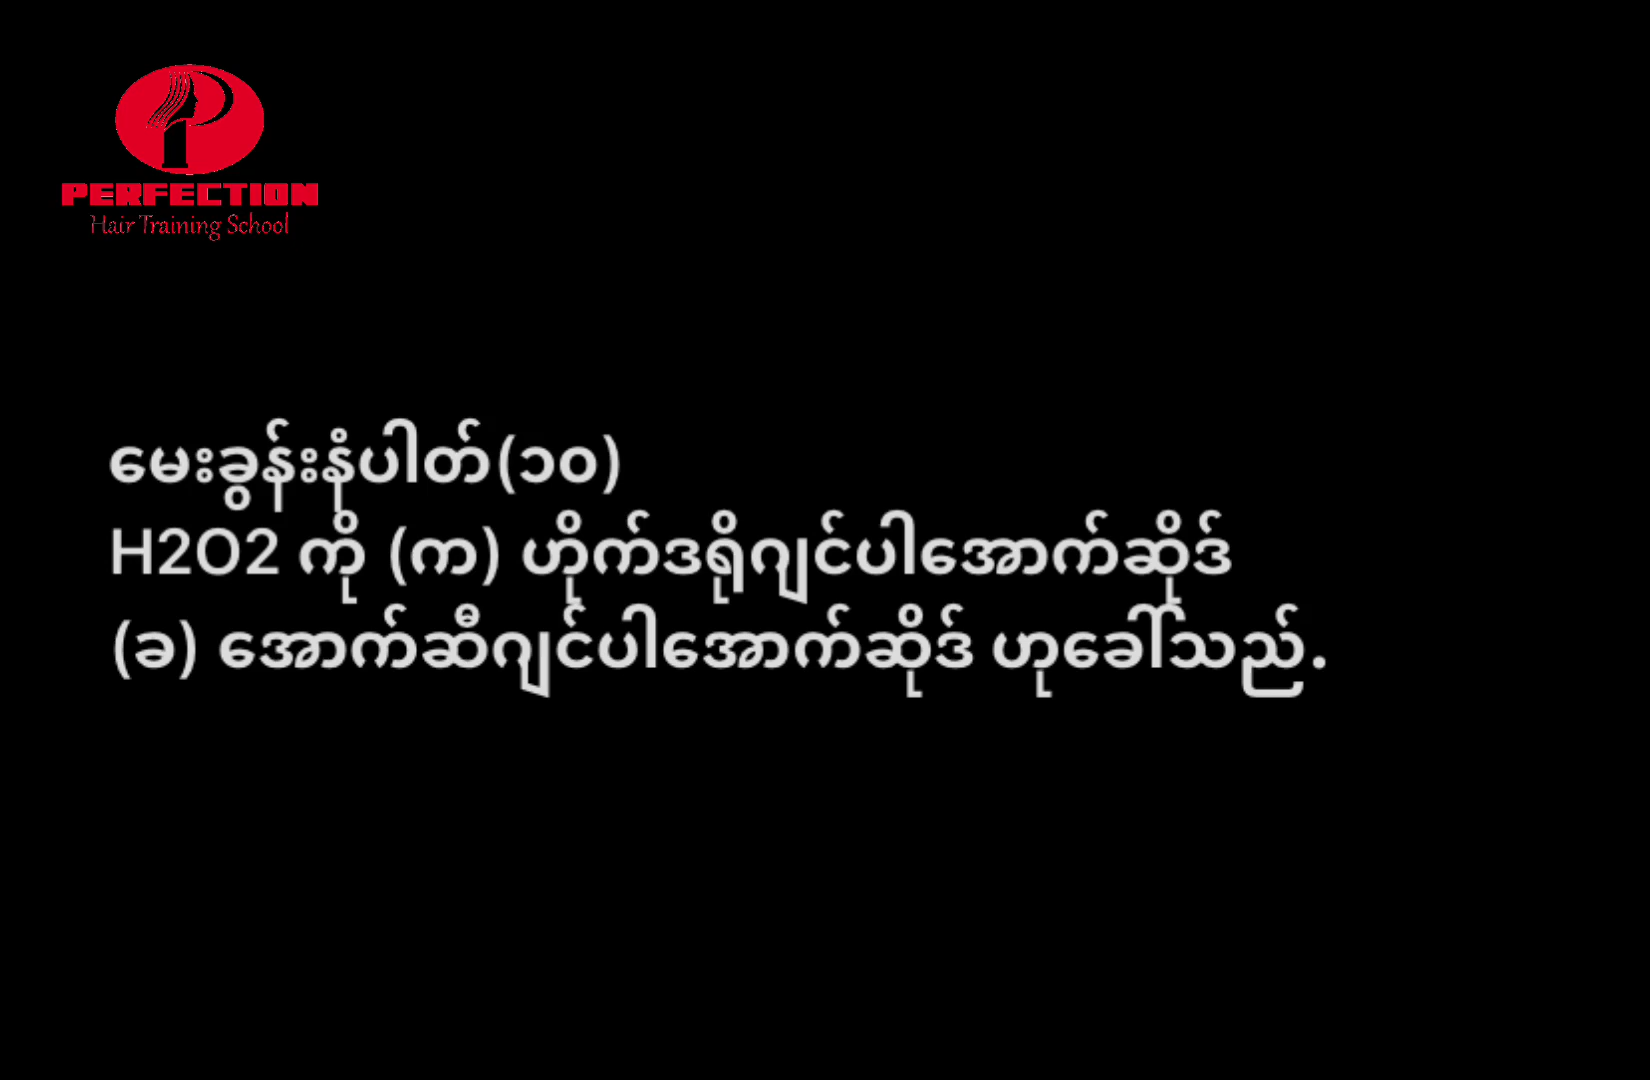 PERFECTION
Hair Training School
မေးခွန်းနံပါတ်(၁၀)
H2O2 ကို (က) ဟိုက်ဒရိုဂျင်ပါအောက်ဆိုဒ်
(ခ) အောက်ဆီဂျင်ပါအောက်ဆိုဒ် ဟုခေါ်သည်.